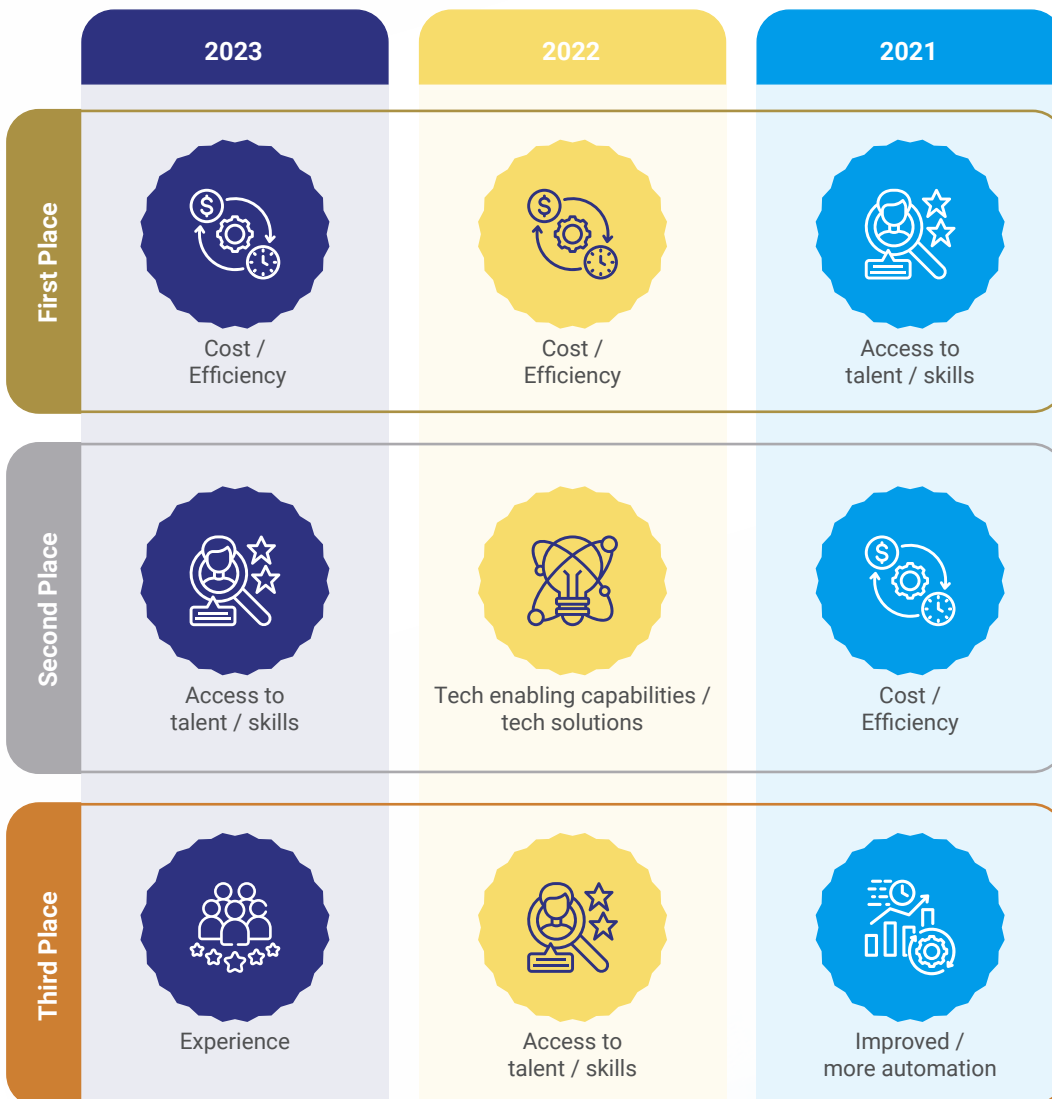 2023
2022
2021
First Place
Cost /
Efficiency
Cost /
Efficiency
Access to
talent / skills
Second Place
Access to
talent / skills
Tech enabling capabilities /
tech solutions
Cost /
Efficiency
Third Place
Experience
Access to
talent / skills
Improved /
more automation